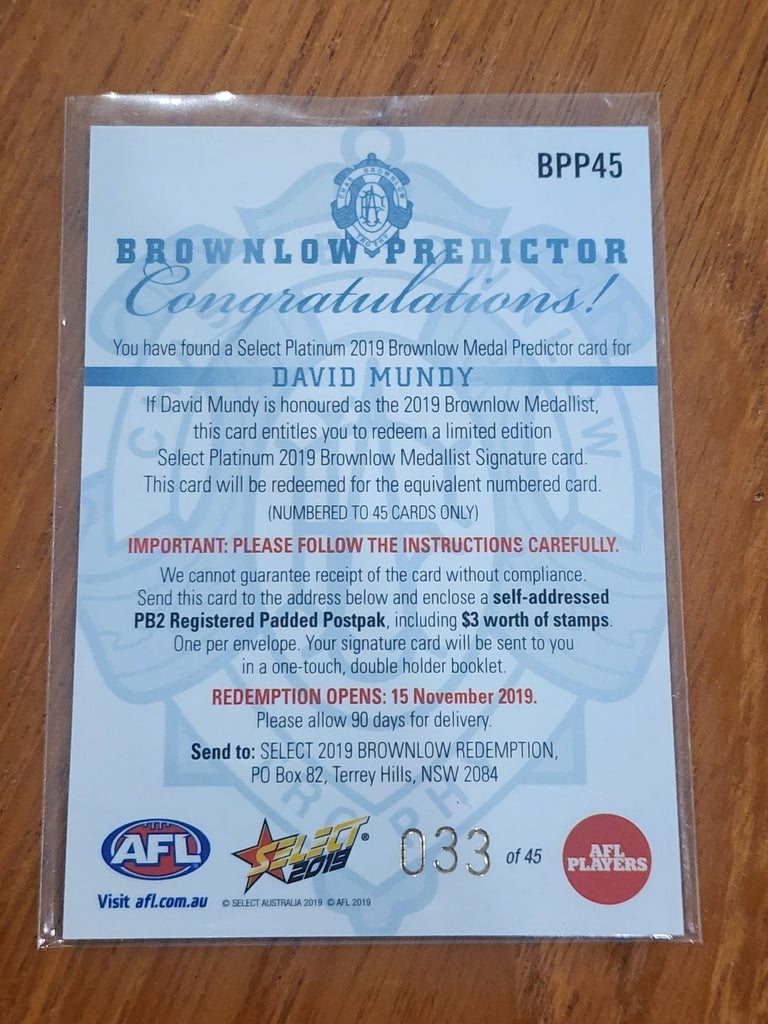 BPP45
CHAS BROWNLOW
TROPHY
BROWNLOW PREDICTOR
Congratulations!
You have found a Select Platinum 2019 Brownlow Medal Predictor card for
DAVID MUNDY
If David Mundy is honoured as the 2019 Brownlow Medallist,
this card entitles you to redeem a limited edition
Select Platinum 2019 Brownlow Medallist Signature card.
This card will be redeemed for the equivalent numbered card.
(NUMBERED TO 45 CARDS ONLY)
IMPORTANT: PLEASE FOLLOW THE INSTRUCTIONS CAREFULLY.
We cannot guarantee receipt of the card without compliance.
Send this card to the address below and enclose a self-addressed
PB2 Registered Padded Postpak, including $3 worth of stamps.
One per envelope. Your signature card will be sent to you
in a one-touch, double holder booklet.
REDEMPTION OPENS: 15 November 2019.
Please allow 90 days for delivery.
Send to: SELECT 2019 BROWNLOW REDEMPTION,
PO Box 82, Terrey Hills, NSW 2084
AFL
SELECT®
2019
033 of 45
AFL
PLAYERS
Visit afl.com.au
© SELECT AUSTRALIA 2019 © AFL 2019